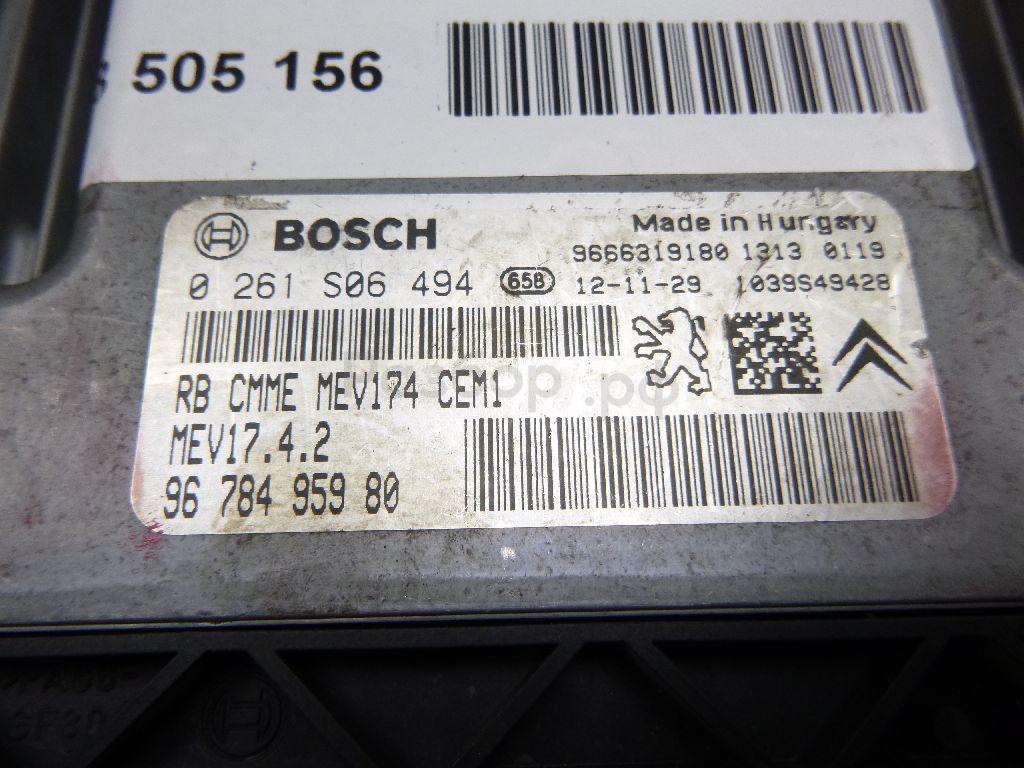 505 156
BOSCH
Made in Hungary
9666319180 1313 0119
0 261 S06 494 65B 12-11-29 1039S49428
RB CMME MEV174 CEM1
MEV17.4.2
96 784 959 80